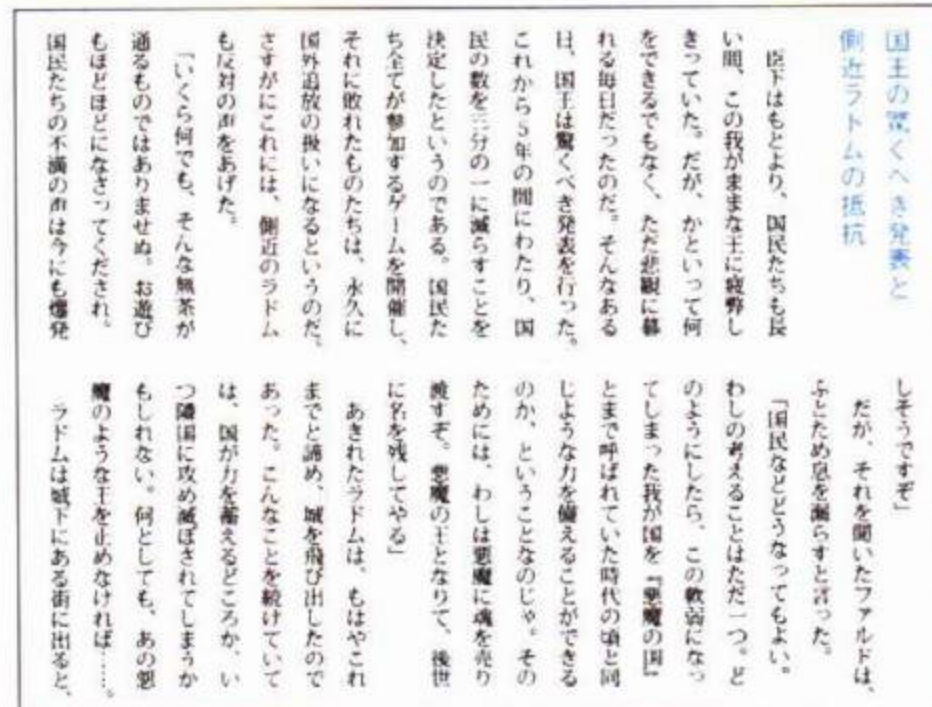 国王の驚くべき発表と
側近ラドムの抵抗
臣下はもとより、国民たちも長
い間、この我がままな王に疲弊し
きっていた。だが、かといって何
をできるでもなく、ただ悲観に暮
れる毎日だったのだ。そんなある
日、国王は驚くべき発表を行った。
これから5年の間にわたり、国
民の数を三分の一に減らすことを
決定したというのである。国民た
ち全てが参加するゲームを開催し、
それに敗れたものたちは、永久に
国外追放の扱いになるというのだ。
さすがにこれには、側近のラドム
も反対の声をあげた。
「いくら何でも、そんな無茶が
通るものではありませぬ。お遊び
もほどほどになさってくだされ。
国民たちの不満の声は今にも爆発
しそうですぞ」
だが、それを聞いたファルドは、
ふとため息を漏らすと言った。
「国民などどうなってもよい。
わしの考えることはただ一つ。ど
のようにしたら、この軟弱になっ
てしまった我が国を『悪魔の国』
とまで呼ばれていた時代の頃と同
じような力を備えることができる
のか、ということなのじゃ。その
ためには、わしは悪魔に魂を売り
渡すぞ。悪魔の王となりて、後世
に名を残してやる」
あきれたラドムは、もはやこれ
までと諦め、城を飛び出したので
あった。こんなことを続けていて
は、国が力を蓄えるどころか、い
つ隣国に攻め滅ぼされてしまうか
もしれない。何としても、あの悪
魔のような王を止めなければ……。
ラドムは城下にある街に出ると、